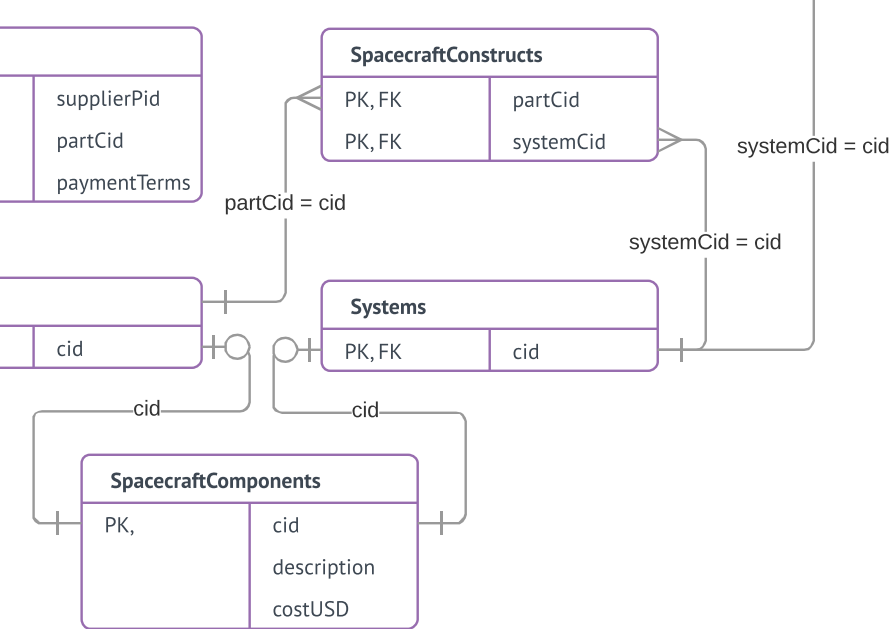 SpacecraftConstructs
supplierPid
PK, FK partCid
partCid
PK, FK systemCid
systemCid = cid
paymentTerms
partCid = cid
systemCid = cid
Systems
cid
PK, FK cid
cid
cid
SpacecraftComponents
PK, cid
description
costUSD